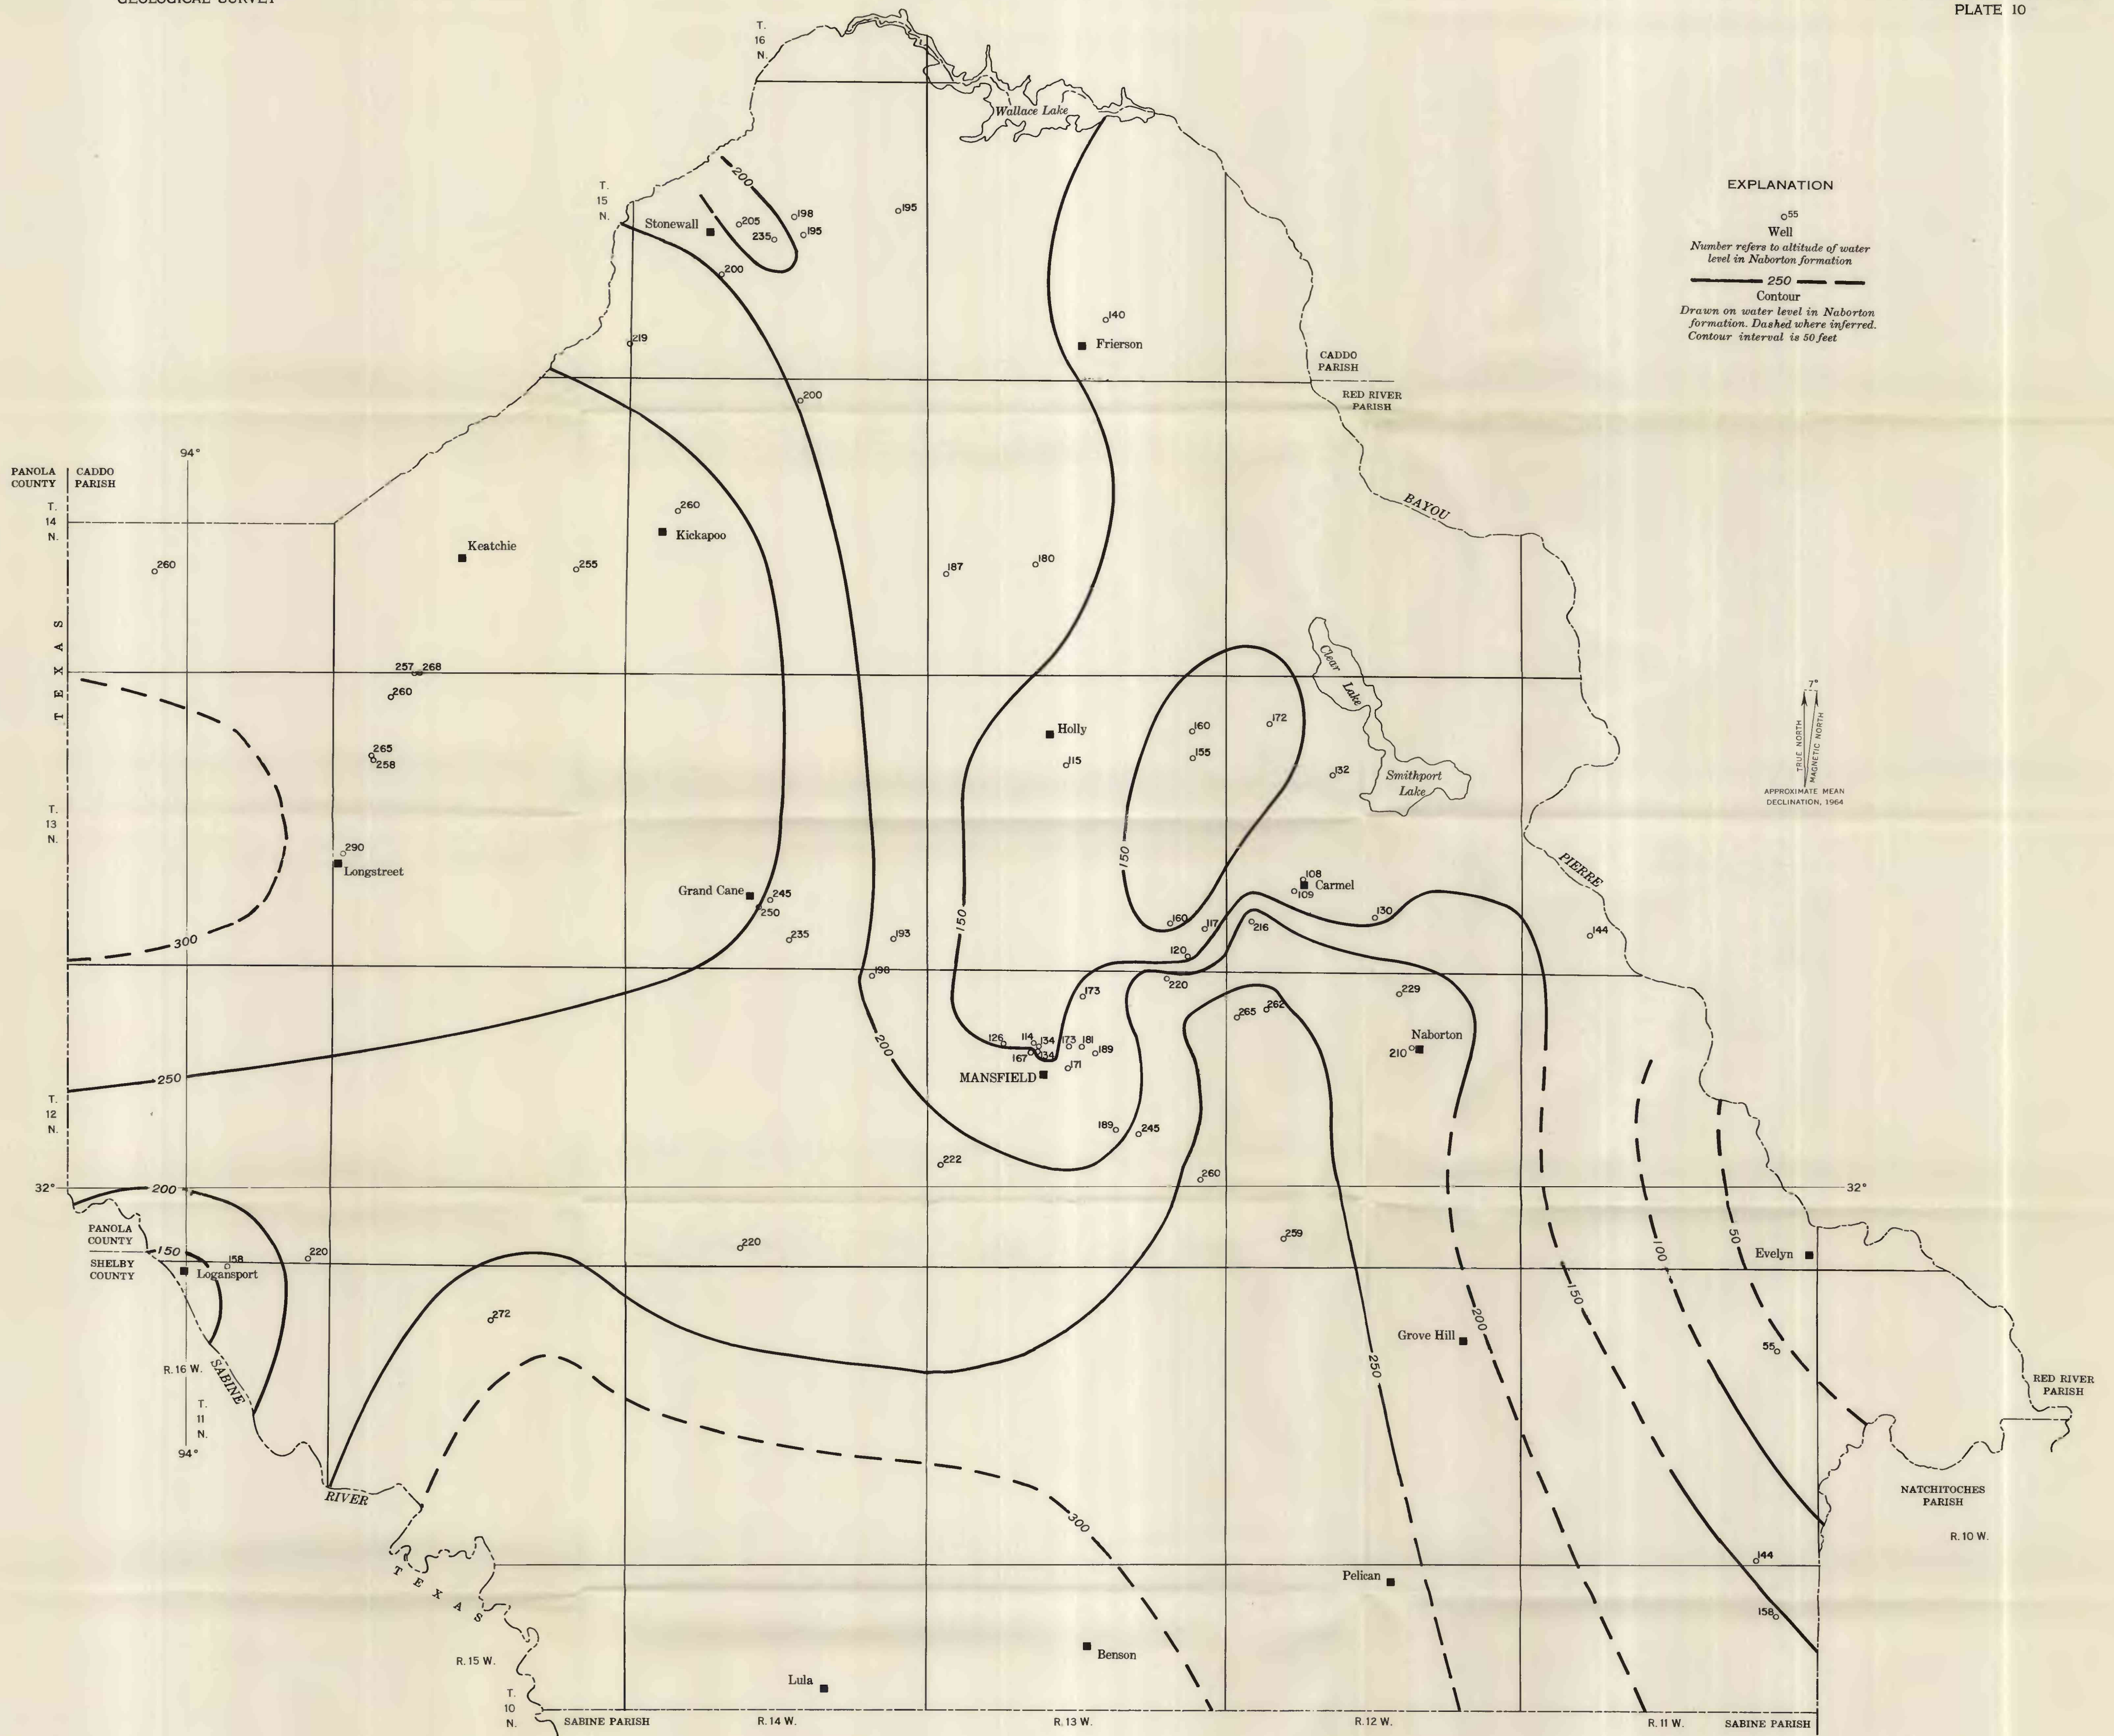 GEOLOGICAL SURVEY
PLATE 10
T.
16
N.
Wallace Lake
EXPLANATION
55
Well
Number refers to altitude of water
level in Naborton formation
250
Contour
Drawn on water level in Naborton
formation. Dashed where inferred.
Contour interval is 50 feet
T.
15
N.
200
Stonewall
205
235
198
195
195
200
219
140
Frierson
CADDO
PARISH
RED RIVER
PARISH
200
94°
PANOLA
COUNTY
CADDO
PARISH
T.
14
N.
BAYOU
260
Kickapoo
Keatchie
260
255
187
180
TEXAS
257
268
260
Clear
Lake
7°
TRUE NORTH
MAGNETIC NORTH
APPROXIMATE MEAN
DECLINATION, 1964
Holly
115
160
172
155
132
Smithport
Lake
265
258
T.
13
N.
290
Longstreet
150
PIERRE
Grand Cane
245
250
235
193
150
108
Carmel
109
130
160
117
216
144
300
120
198
173
220
229
265
262
Naborton
210
126
114
134
173
181
167
134
189
171
MANSFIELD
200
250
T.
12
N.
189
245
222
260
32°
200
32°
PANOLA
COUNTY
SHELBY
COUNTY
150
158
220
Logansport
220
259
100
50
Evelyn
272
150
200
Grove Hill
55
250
R. 16 W.
SABINE
T.
11
N.
94°
RED RIVER
PARISH
RIVER
NATCHITOCHES
PARISH
R. 10 W.
300
144
TEXAS
Pelican
158
R. 15 W.
Benson
Lula
T.
10
N.
SABINE PARISH
R. 14 W.
R. 13 W.
R. 12 W.
R. 11 W.
SABINE PARISH